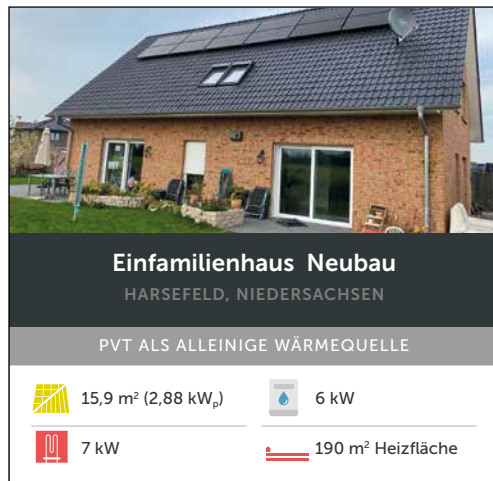 Einfamilienhaus Neubau
HARSEFELD, NIEDERSACHSEN
PVT ALS ALLEINIGE WÄRMEQUELLE
15,9 m² (2,88 kWₚ)
6 kW
7 kW
190 m² Heizfläche